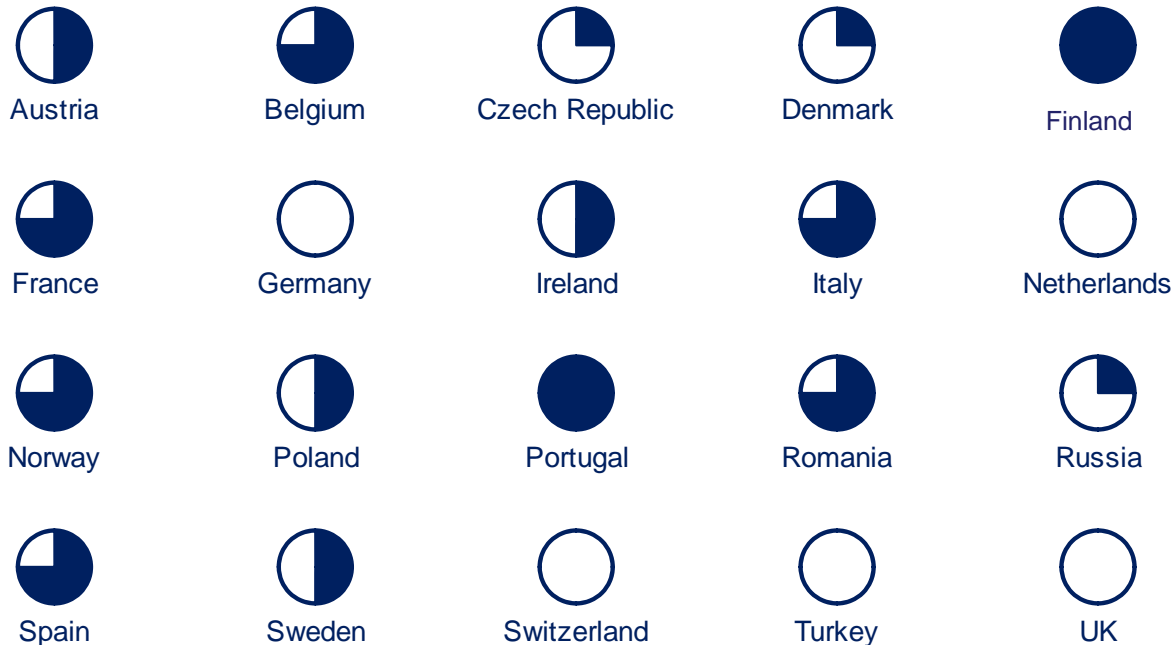 Austria
Belgium
Czech Republic
Denmark
Finland
France
Germany
Ireland
Italy
Netherlands
Norway
Poland
Portugal
Romania
Russia
Spain
Sweden
Switzerland
Turkey
UK